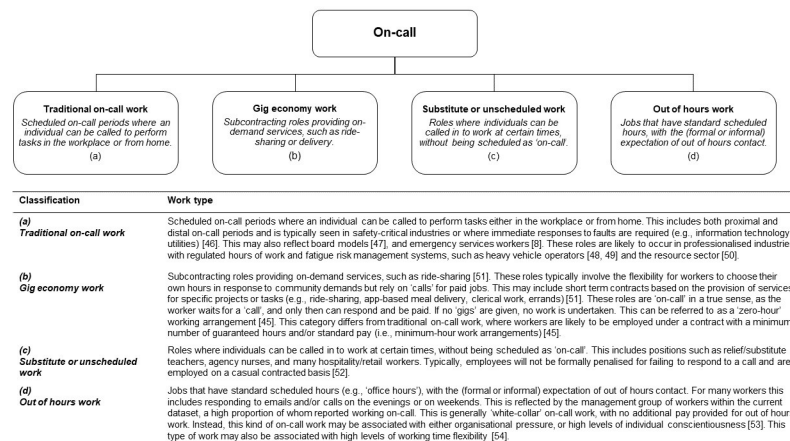 On-call
Traditional on-call work
Scheduled on-call periods where an
individual can be called to perform
tasks in the workplace or from home.
(a)
Gig economy work
Subcontracting roles providing on-
demand services, such as ride-
sharing or delivery.
(b)
Substitute or unscheduled work
Roles where individuals can be
called in to work at certain times,
without being scheduled as 'on-call'.
(c)
Out of hours work
Jobs that have standard scheduled
hours, with the (formal or informal)
expectation of out of hours contact.
(d)
Classification Work type
(a)
Traditional on-call work
Scheduled on-call periods where an individual can be called to perform tasks either in the workplace or from home. This includes both proximal and
distal on-call periods and is typically seen in safety-critical industries or where immediate responses to faults are required (e.g., information technology,
utilities) [46]. This may also reflect board models [47], and emergency services workers [8]. These roles are likely to occur in professionalised industries
with regulated hours of work and fatigue risk management systems, such as heavy vehicle operators [48, 49] and the resource sector [50].
(b)
Gig economy work
Subcontracting roles providing on-demand services, such as ride-sharing [51]. These roles typically involve the flexibility for workers to choose their
own hours in response to community demands but rely on 'calls' for paid jobs. This may include short term contracts based on the provision of services
for specific projects or tasks (e.g., ride-sharing, app-based meal delivery, clerical work, errands) [51]. These roles are 'on-call' in a true sense, as the
worker waits for a 'call', and only then can respond and be paid. If no 'gigs' are given, no work is undertaken. This can be referred to as a 'zero-hour'
working arrangement [45]. This category differs from traditional on-call work, where workers are likely to be employed under a contract with a minimum
number of guaranteed hours and/or standard pay (i.e., minimum-hour work arrangements) [45].
(c)
Substitute or unscheduled
work
Roles where individuals can be called in to work at certain times, without being scheduled as 'on-call'. This includes positions such as relief/substitute
teachers, agency nurses, and many hospitality/retail workers. Typically, employees will not be formally penalised for failing to respond to a call and are
employed on a casual contracted basis [52].
(d)
Out of hours work
Jobs that have standard scheduled hours (e.g., 'office hours'), with the (formal or informal) expectation of out of hours contact. For many workers this
includes responding to emails and/or calls on the evenings or on weekends. This is reflected by the management group of workers within the current
dataset, a high proportion of whom reported working on-call. This is generally 'white-collar' on-call work, with no additional pay provided for out of hours
work. Instead, this kind of on-call work may be associated with either organisational pressure, or high levels of individual conscientiousness [53]. This
type of work may also be associated with high levels of working time flexibility [54].